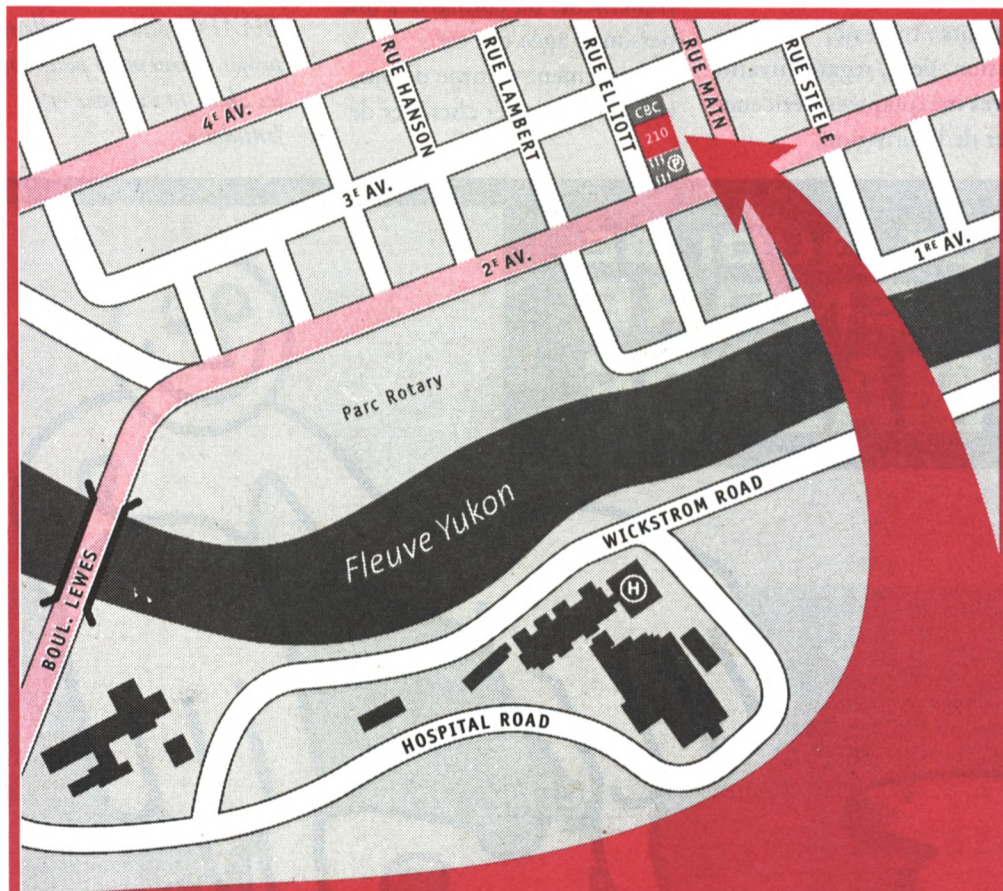 4E AV.
RUE HANSON
RUE LAMBERT
RUE ELLIOTT
RUE MAIN
RUE STEELE
CBC
210
P
3E AV.
2E AV.
1RE AV.
Parc Rotary
Fleuve Yukon
WICKSTROM ROAD
H
BOUL. LEWES
HOSPITAL ROAD